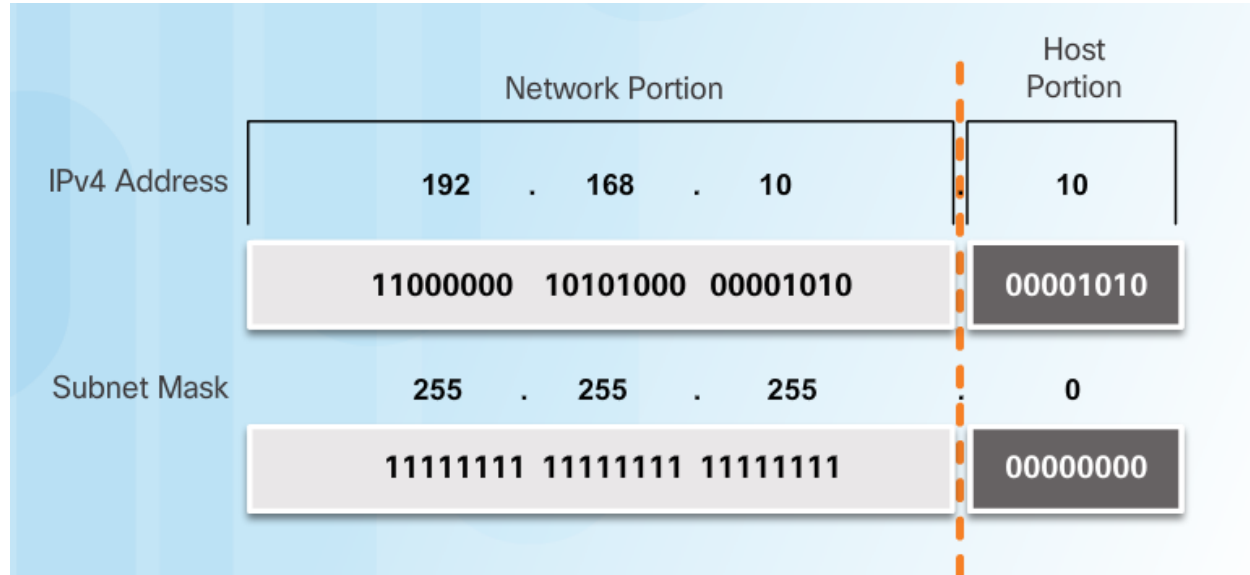 Network Portion
Host
Portion
IPv4 Address 192 . 168 . 10 . 10
11000000 10101000 00001010 00001010
Subnet Mask 255 . 255 . 255 . 0
11111111 11111111 11111111 00000000